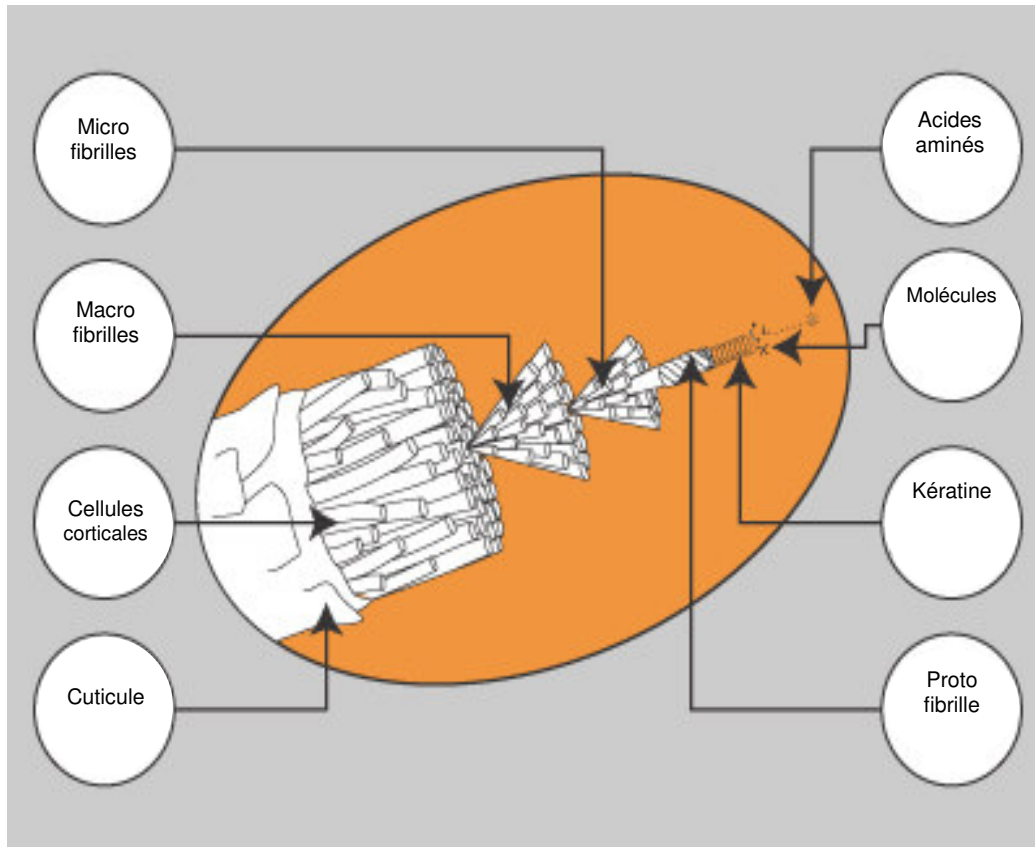 Micro
fibrilles
Acides
aminés
Macro
fibrilles
Molécules
Cellules
corticales
Kératine
Cuticule
Proto
fibrille